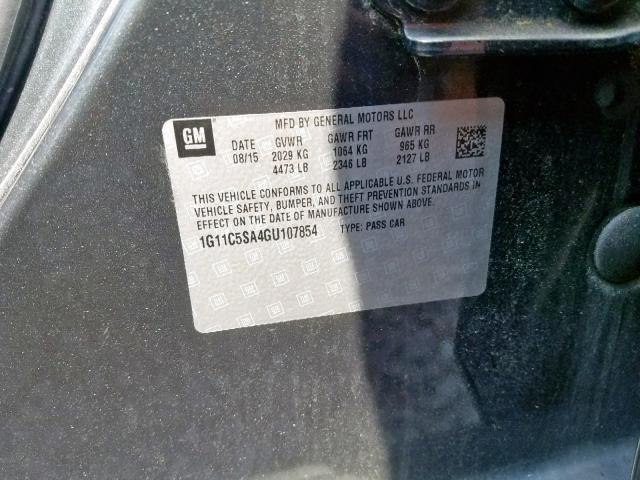 GM
MFD BY GENERAL MOTORS LLC
DATE GVWR GAWR FRT GAWR RR
08/15 2029 KG 1064 KG 965 KG
4473 LB 2346 LB 2127 LB
THIS VEHICLE CONFORMS TO ALL APPLICABLE U.S. FEDERAL MOTOR
VEHICLE SAFETY, BUMPER, AND THEFT PREVENTION STANDARDS IN
EFFECT ON THE DATE OF MANUFACTURE SHOWN ABOVE.
1G11C5SA4GU107854 TYPE: PASS CAR